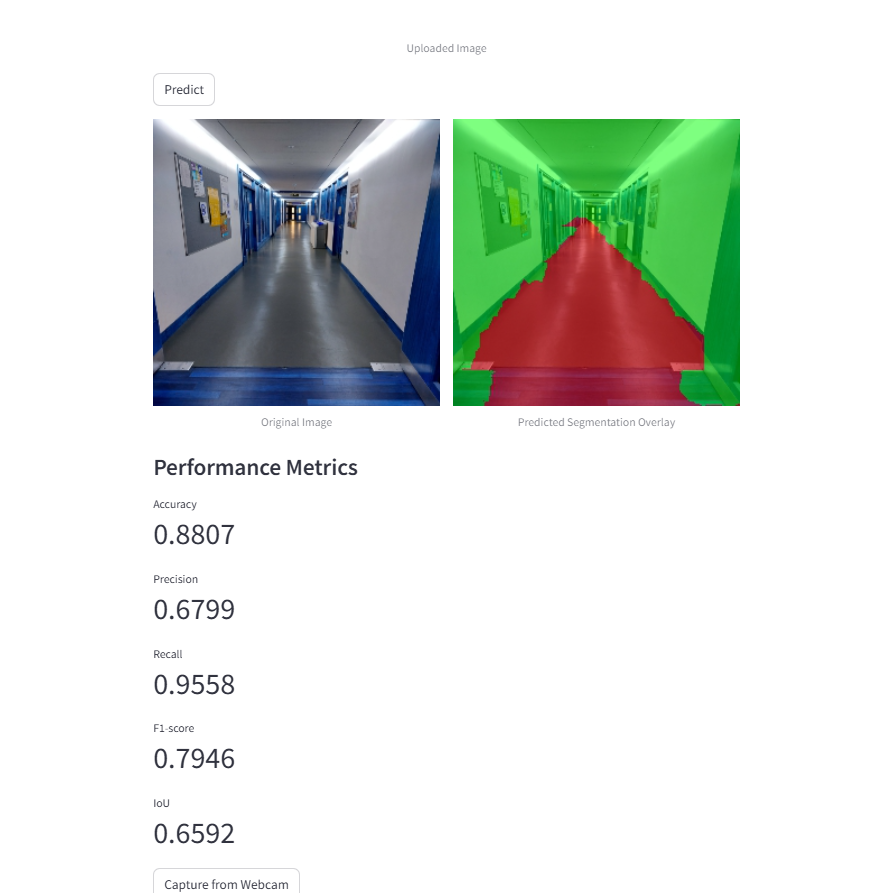 Uploaded Image
Predict
Original Image
Predicted Segmentation Overlay
Performance Metrics
Accuracy
0.8807
Precision
0.6799
Recall
0.9558
F1-score
0.7946
IoU
0.6592
Capture from Webcam